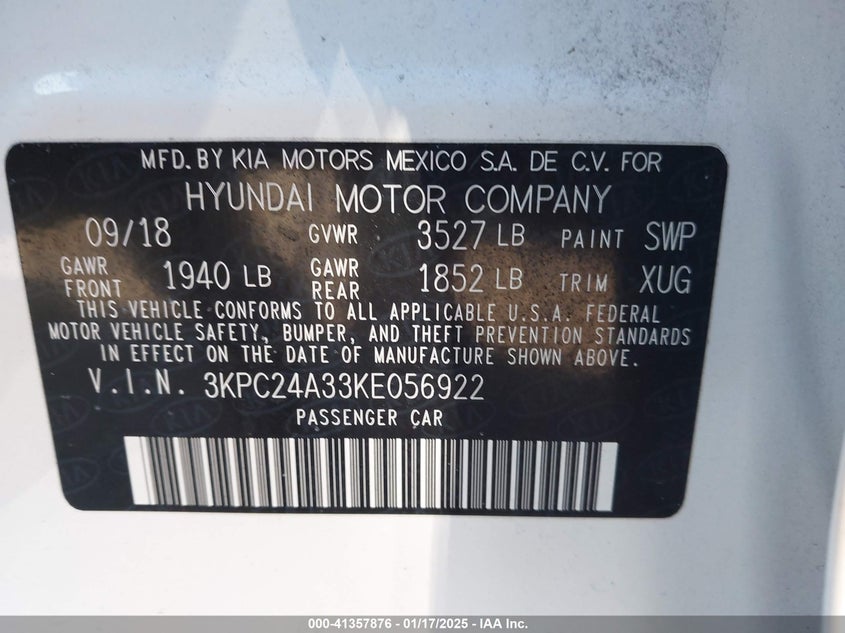 MFD. BY KIA MOTORS MEXICO S.A. DE C.V. FOR
HYUNDAI MOTOR COMPANY
09/18 GVWR 3527 LB PAINT SWP
GAWR FRONT 1940 LB GAWR REAR 1852 LB TRIM XUG
THIS VEHICLE CONFORMS TO ALL APPLICABLE U.S.A. FEDERAL
MOTOR VEHICLE SAFETY, BUMPER, AND THEFT PREVENTION STANDARDS
IN EFFECT ON THE DATE OF MANUFACTURE SHOWN ABOVE.
V.I.N. 3KPC24A33KE056922
PASSENGER CAR
000-41357876 - 01/17/2025 - IAA Inc.